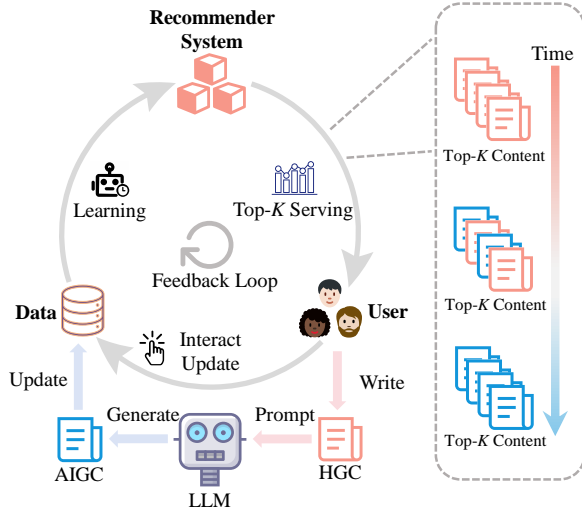 Recommender
System
Time
Top-K Content
Learning
Top-K Serving
Feedback Loop
Top-K Content
Data
User
Interact
Update
Update
Write
Generate
Prompt
Top-K Content
AIGC
LLM
HGC